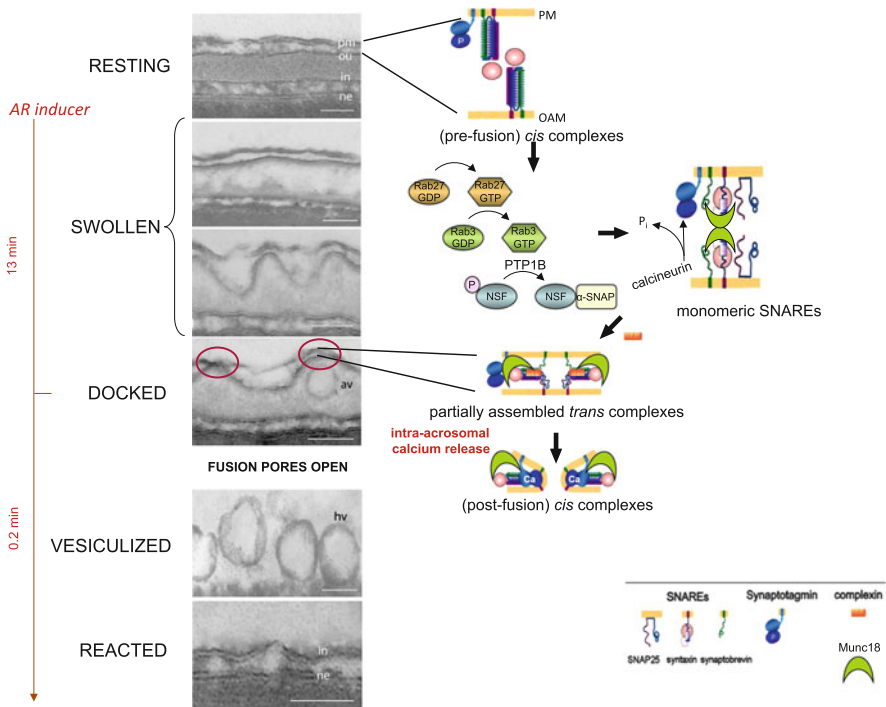 RESTING
pm
ou
in
ne
PM
P
OAM
(pre-fusion) cis complexes
AR inducer
13 min
SWOLLEN
Rab27
GDP
Rab27
GTP
Rab3
GDP
Rab3
GTP
PTP1B
P
NSF
NSF
α-SNAP
Pi
calcineurin
monomeric SNAREs
DOCKED
av
partially assembled trans complexes
intra-acrosomal
calcium release
FUSION PORES OPEN
Ca
Ca
(post-fusion) cis complexes
0.2 min
VESICULIZED
hv
REACTED
in
ne
SNAREs
Synaptotagmin
complexin
SNAP25
syntaxin
synaptobrevin
Munc18